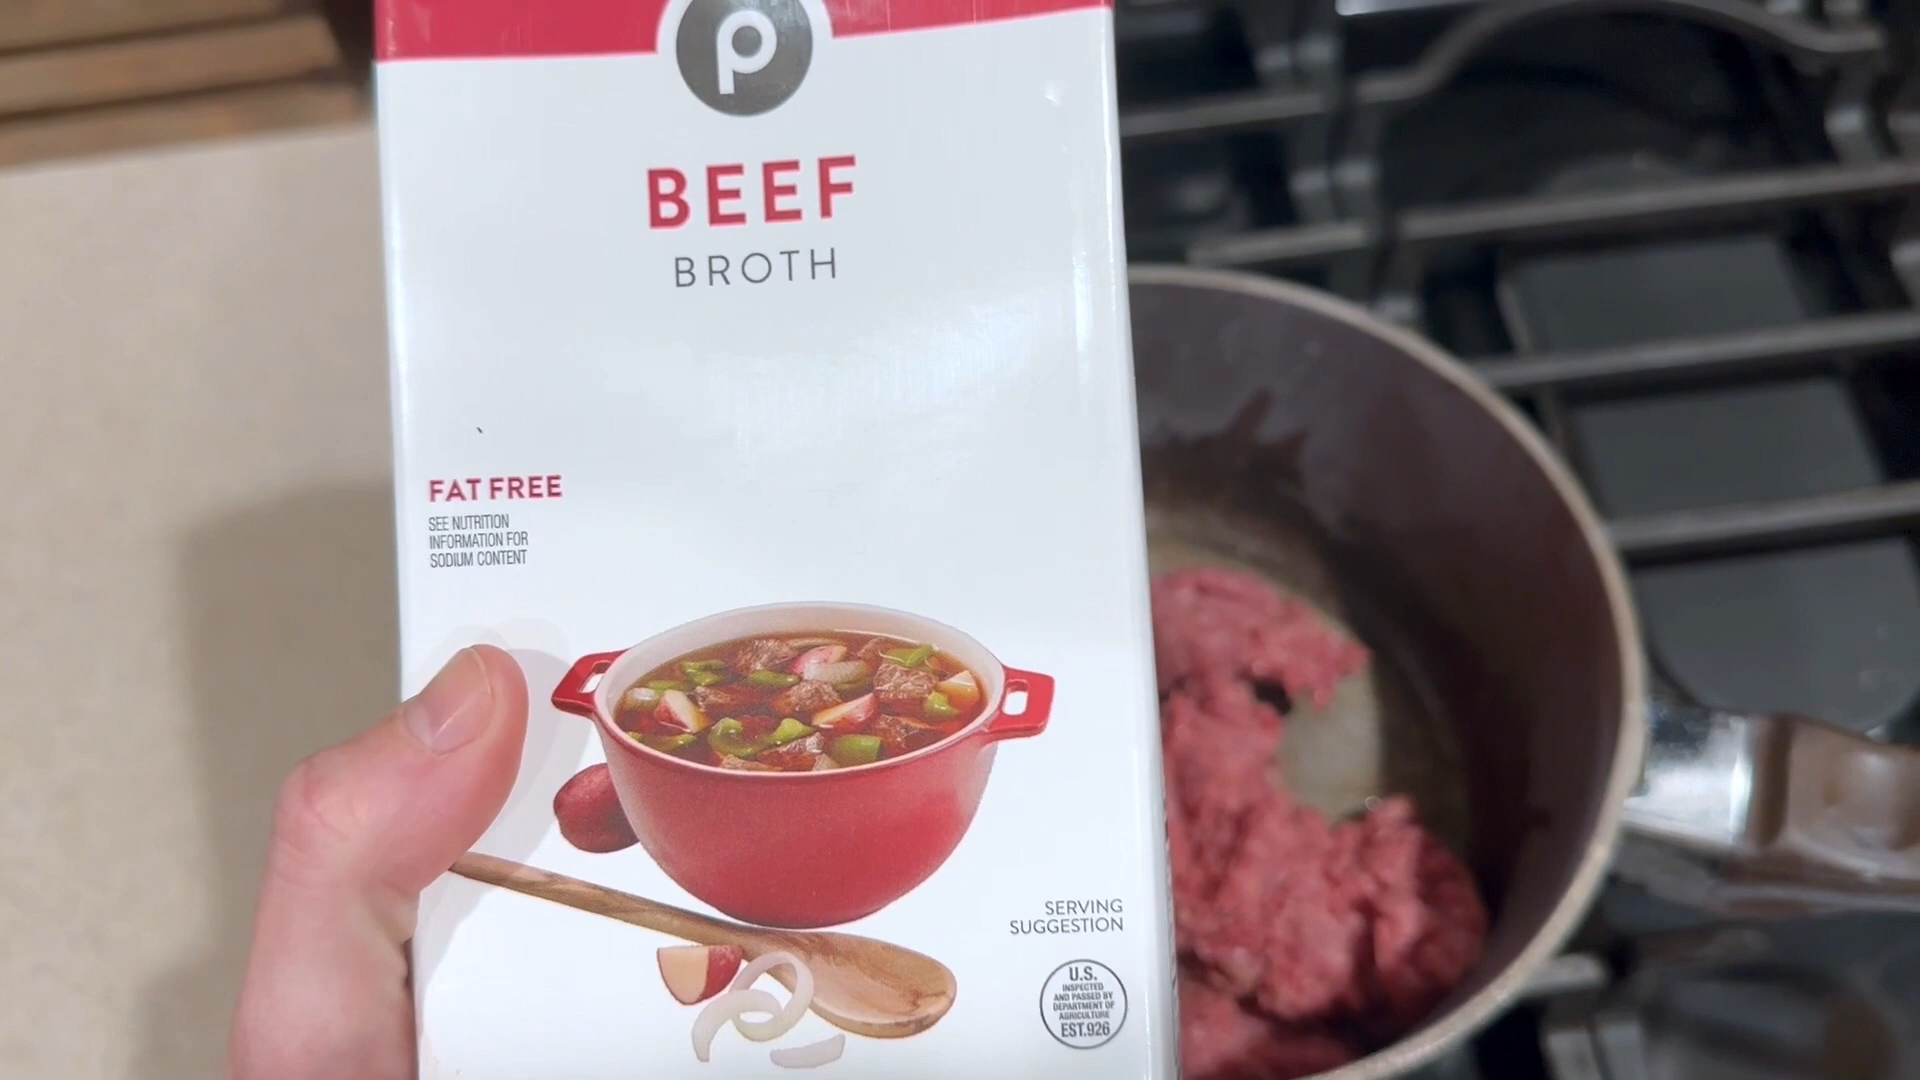 p
BEEF
BROTH
FAT FREE
SEE NUTRITION
INFORMATION FOR
SODIUM CONTENT
SERVING
SUGGESTION
U.S.
INSPECTED
AND PASSED BY
DEPARTMENT OF
AGRICULTURE
EST.926